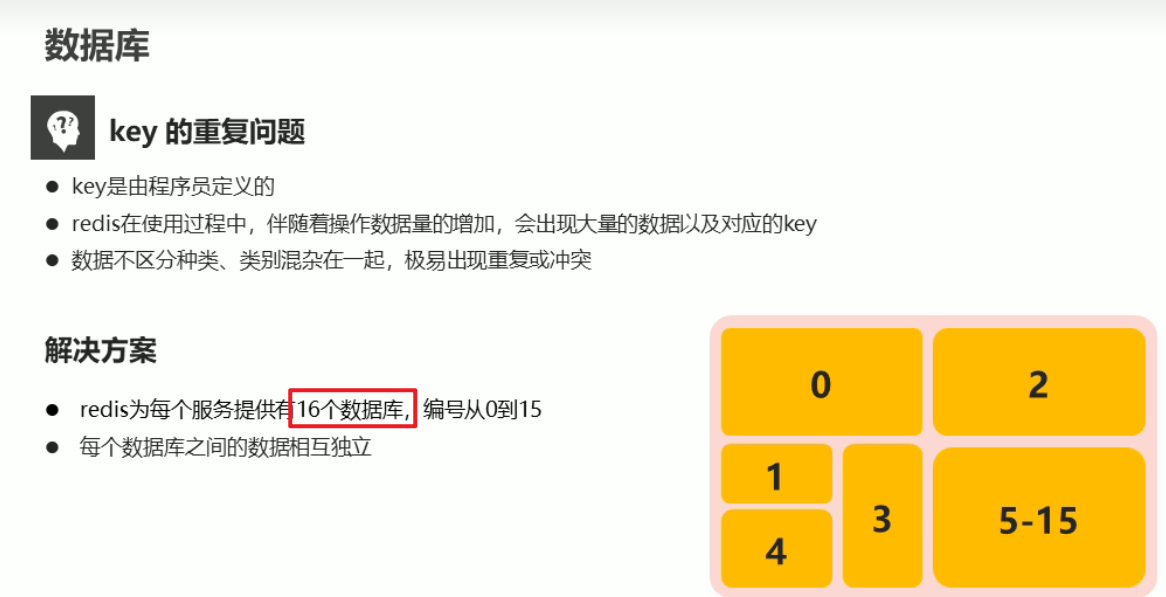 数据库
??
key 的重复问题
key是由程序员定义的
redis在使用过程中，伴随着操作数据量的增加，会出现大量的数据以及对应的key
数据不区分种类、类别混杂在一起，极易出现重复或冲突
解决方案
redis为每个服务提供有16个数据库，编号从0到15
每个数据库之间的数据相互独立
0
2
1
3
4
5-15